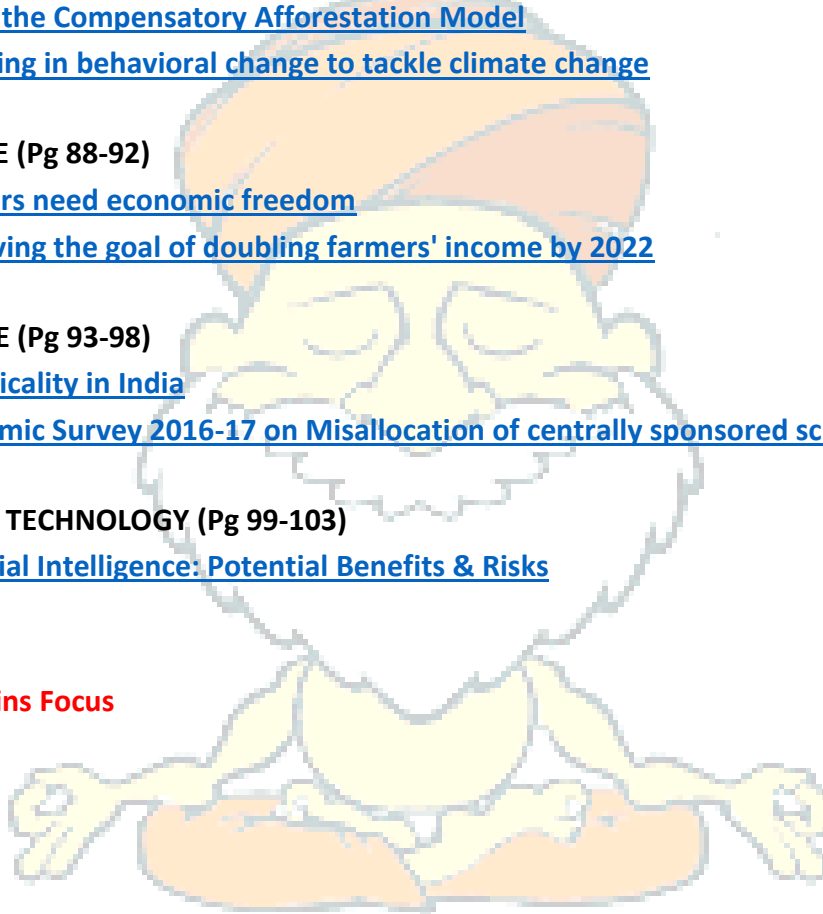 the Compensatory Afforestation Model
ing in behavioral change to tackle climate change
E (Pg 88-92)
rs need economic freedom
ving the goal of doubling farmers' income by 2022
E (Pg 93-98)
icality in India
mic Survey 2016-17 on Misallocation of centrally sponsored sc
TECHNOLOGY (Pg 99-103)
ial Intelligence: Potential Benefits & Risks
ins Focus